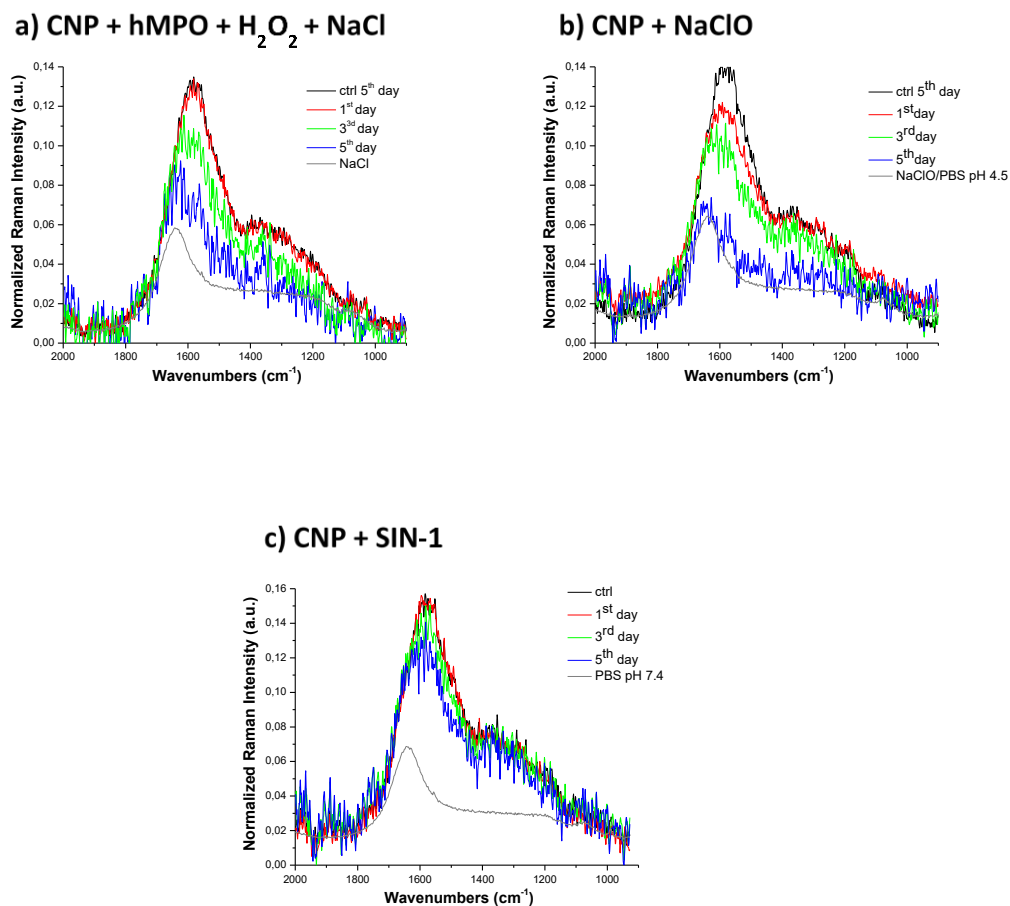 a) CNP + hMPO + H₂O₂ + NaCl
Normalized Raman Intensity (a.u.)
0,14
0,12
0,10
0,08
0,06
0,04
0,02
0,00
2000 1800 1600 1400 1200 1000
Wavenumbers (cm⁻¹)
ctrl 5ᵗʰ day
1ˢᵗ day
3³ᵈ day
5ᵗʰ day
NaCl
b) CNP + NaClO
Normalized Raman Intensity (a.u.)
0,14
0,12
0,10
0,08
0,06
0,04
0,02
0,00
2000 1800 1600 1400 1200 1000
Wavenumbers (cm⁻¹)
ctrl 5ᵗʰ day
1ˢᵗday
3ʳᵈday
5ᵗʰday
NaClO/PBS pH 4.5
c) CNP + SIN-1
Normalized Raman Intensity (a.u.)
0,16
0,14
0,12
0,10
0,08
0,06
0,04
0,02
0,00
2000 1800 1600 1400 1200 1000
Wavenumbers (cm⁻¹)
ctrl
1ˢᵗ day
3ʳᵈ day
5ᵗʰ day
PBS pH 7.4